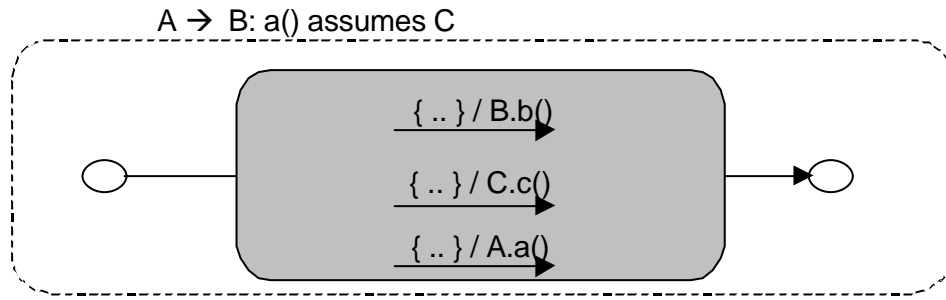 A → B: a() assumes C
{ .. } / B.b()
{ .. } / C.c()
{ .. } / A.a()